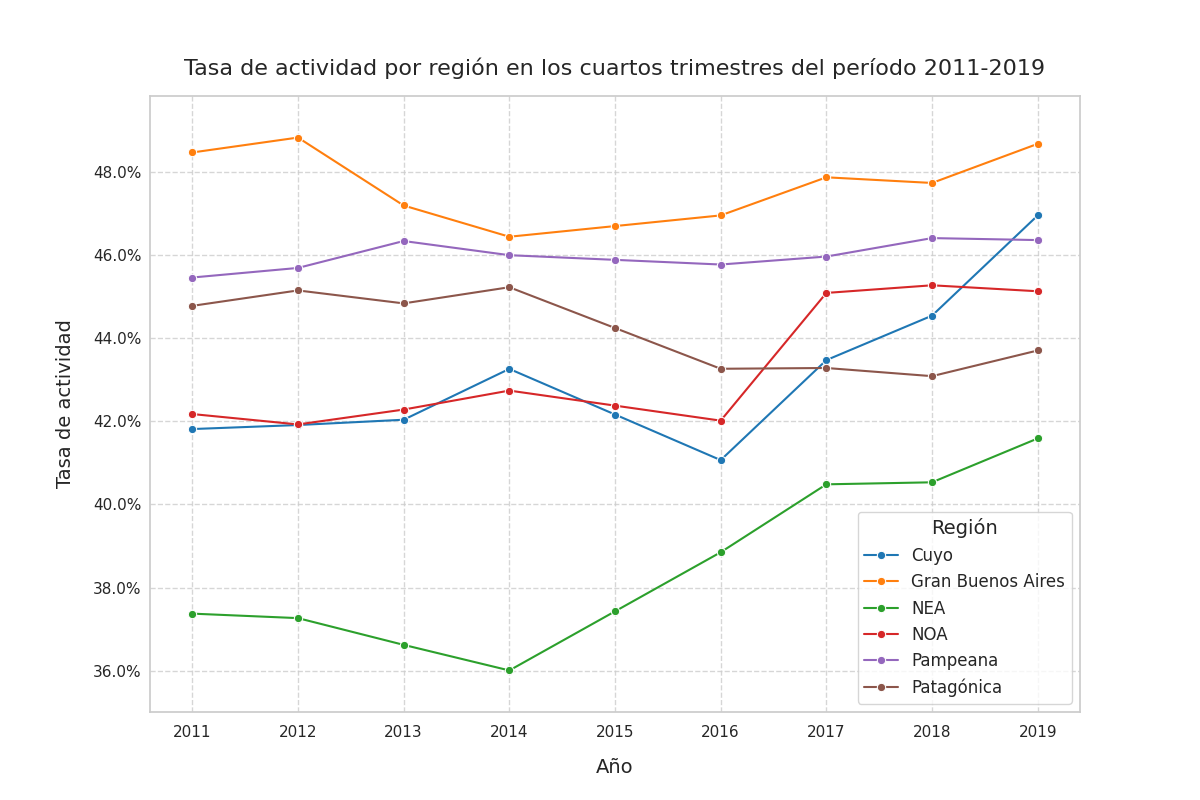 Tasa de actividad por región en los cuartos trimestres del período 2011-2019
Tasa de actividad
48.0%
46.0%
44.0%
42.0%
40.0%
38.0%
36.0%
Región
Cuyo
Gran Buenos Aires
NEA
NOA
Pampeana
Patagónica
2011 2012 2013 2014 2015 2016 2017 2018 2019
Año